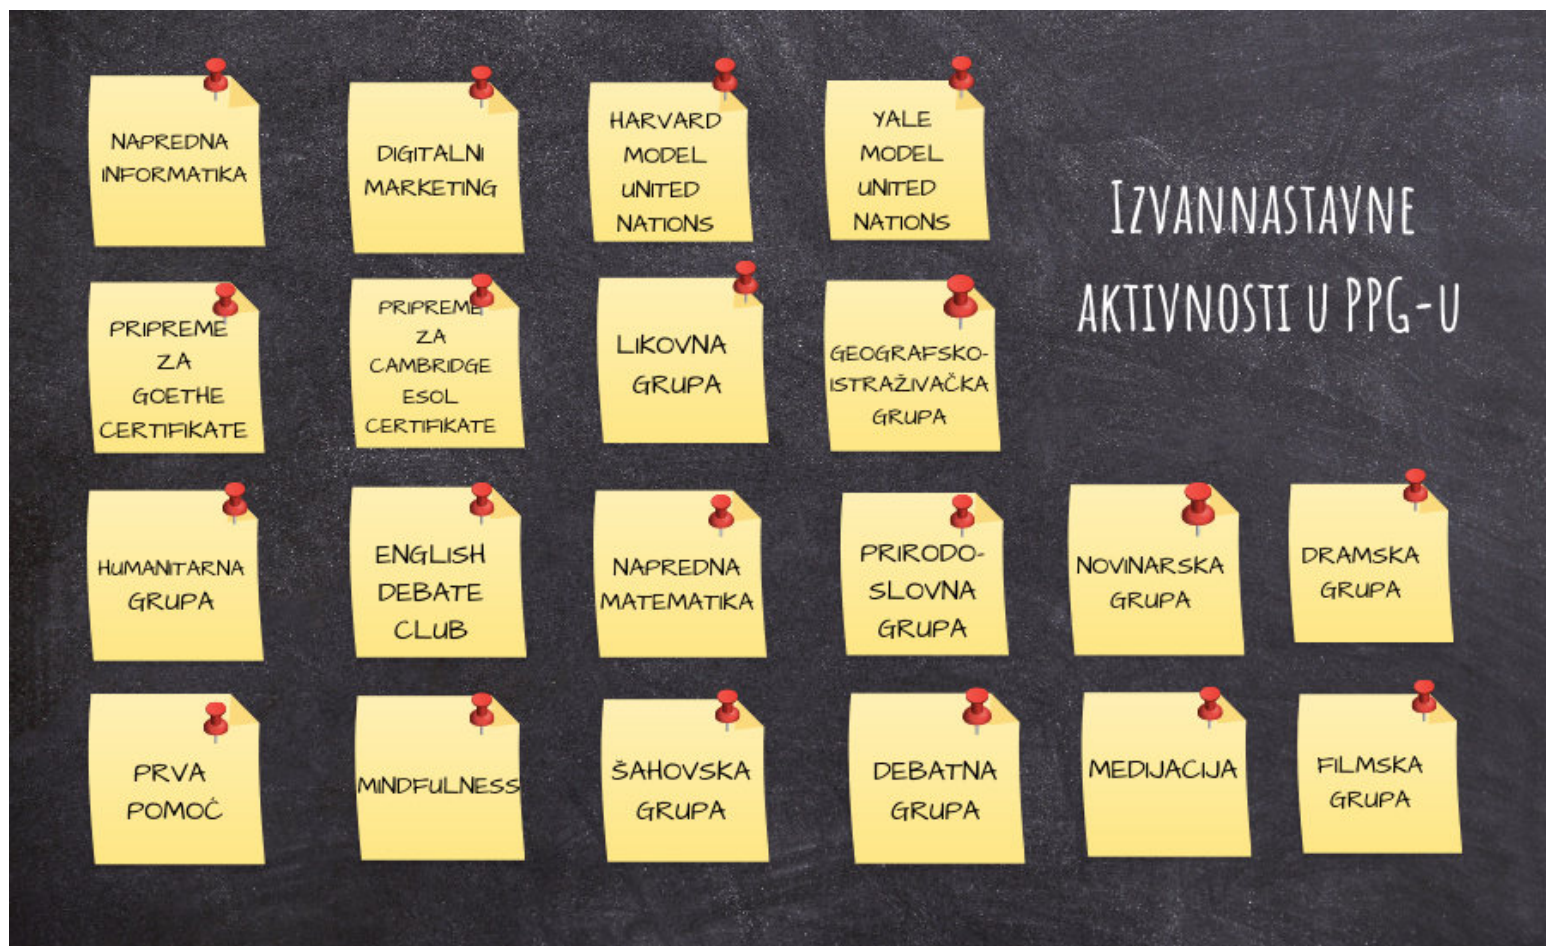 NAPREDNA
INFORMATIKA
DIGITALNI
MARKETING
HARVARD
MODEL
UNITED
NATIONS
YALE
MODEL
UNITED
NATIONS
IZVANNASTAVNE
AKTIVNOSTI U PPG-U
PRIPREME
ZA
GOETHE
CERTIFIKATE
PRIPREME
ZA
CAMBRIDGE
ESOL
CERTIFIKATE
LIKOVNA
GRUPA
GEOGRAFSKO-
ISTRAŽIVAČKA
GRUPA
HUMANITARNA
GRUPA
ENGLISH
DEBATE
CLUB
NAPREDNA
MATEMATIKA
PRIRODO-
SLOVNA
GRUPA
NOVINARSKA
GRUPA
DRAMSKA
GRUPA
PRVA
POMOĆ
MINDFULNESS
ŠAHOVSKA
GRUPA
DEBATNA
GRUPA
MEDIJACIJA
FILMSKA
GRUPA